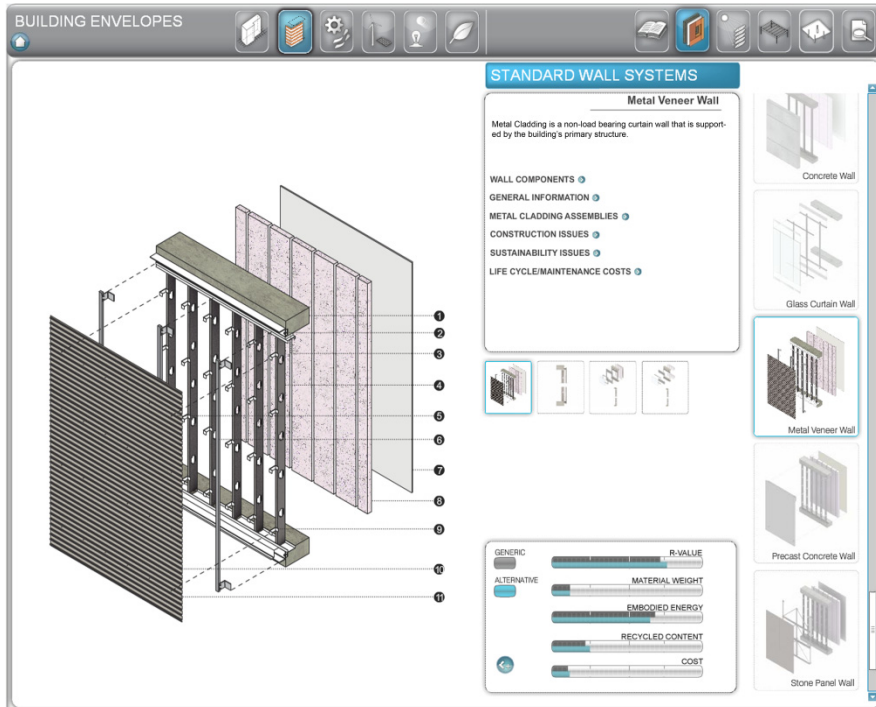 BUILDING ENVELOPES
STANDARD WALL SYSTEMS
Metal Veneer Wall
Metal Cladding is a non-load bearing curtain wall that is support-
ed by the building's primary structure.
WALL COMPONENTS
GENERAL INFORMATION
METAL CLADDING ASSEMBLIES
CONSTRUCTION ISSUES
SUSTAINABILITY ISSUES
LIFE CYCLE/MAINTENANCE COSTS
1
2
3
4
5
6
7
8
9
10
11
GENERIC
ALTERNATIVE
R-VALUE
MATERIAL WEIGHT
EMBODIED ENERGY
RECYCLED CONTENT
COST
Concrete Wall
Glass Curtain Wall
Metal Veneer Wall
Precast Concrete Wall
Stone Panel Wall